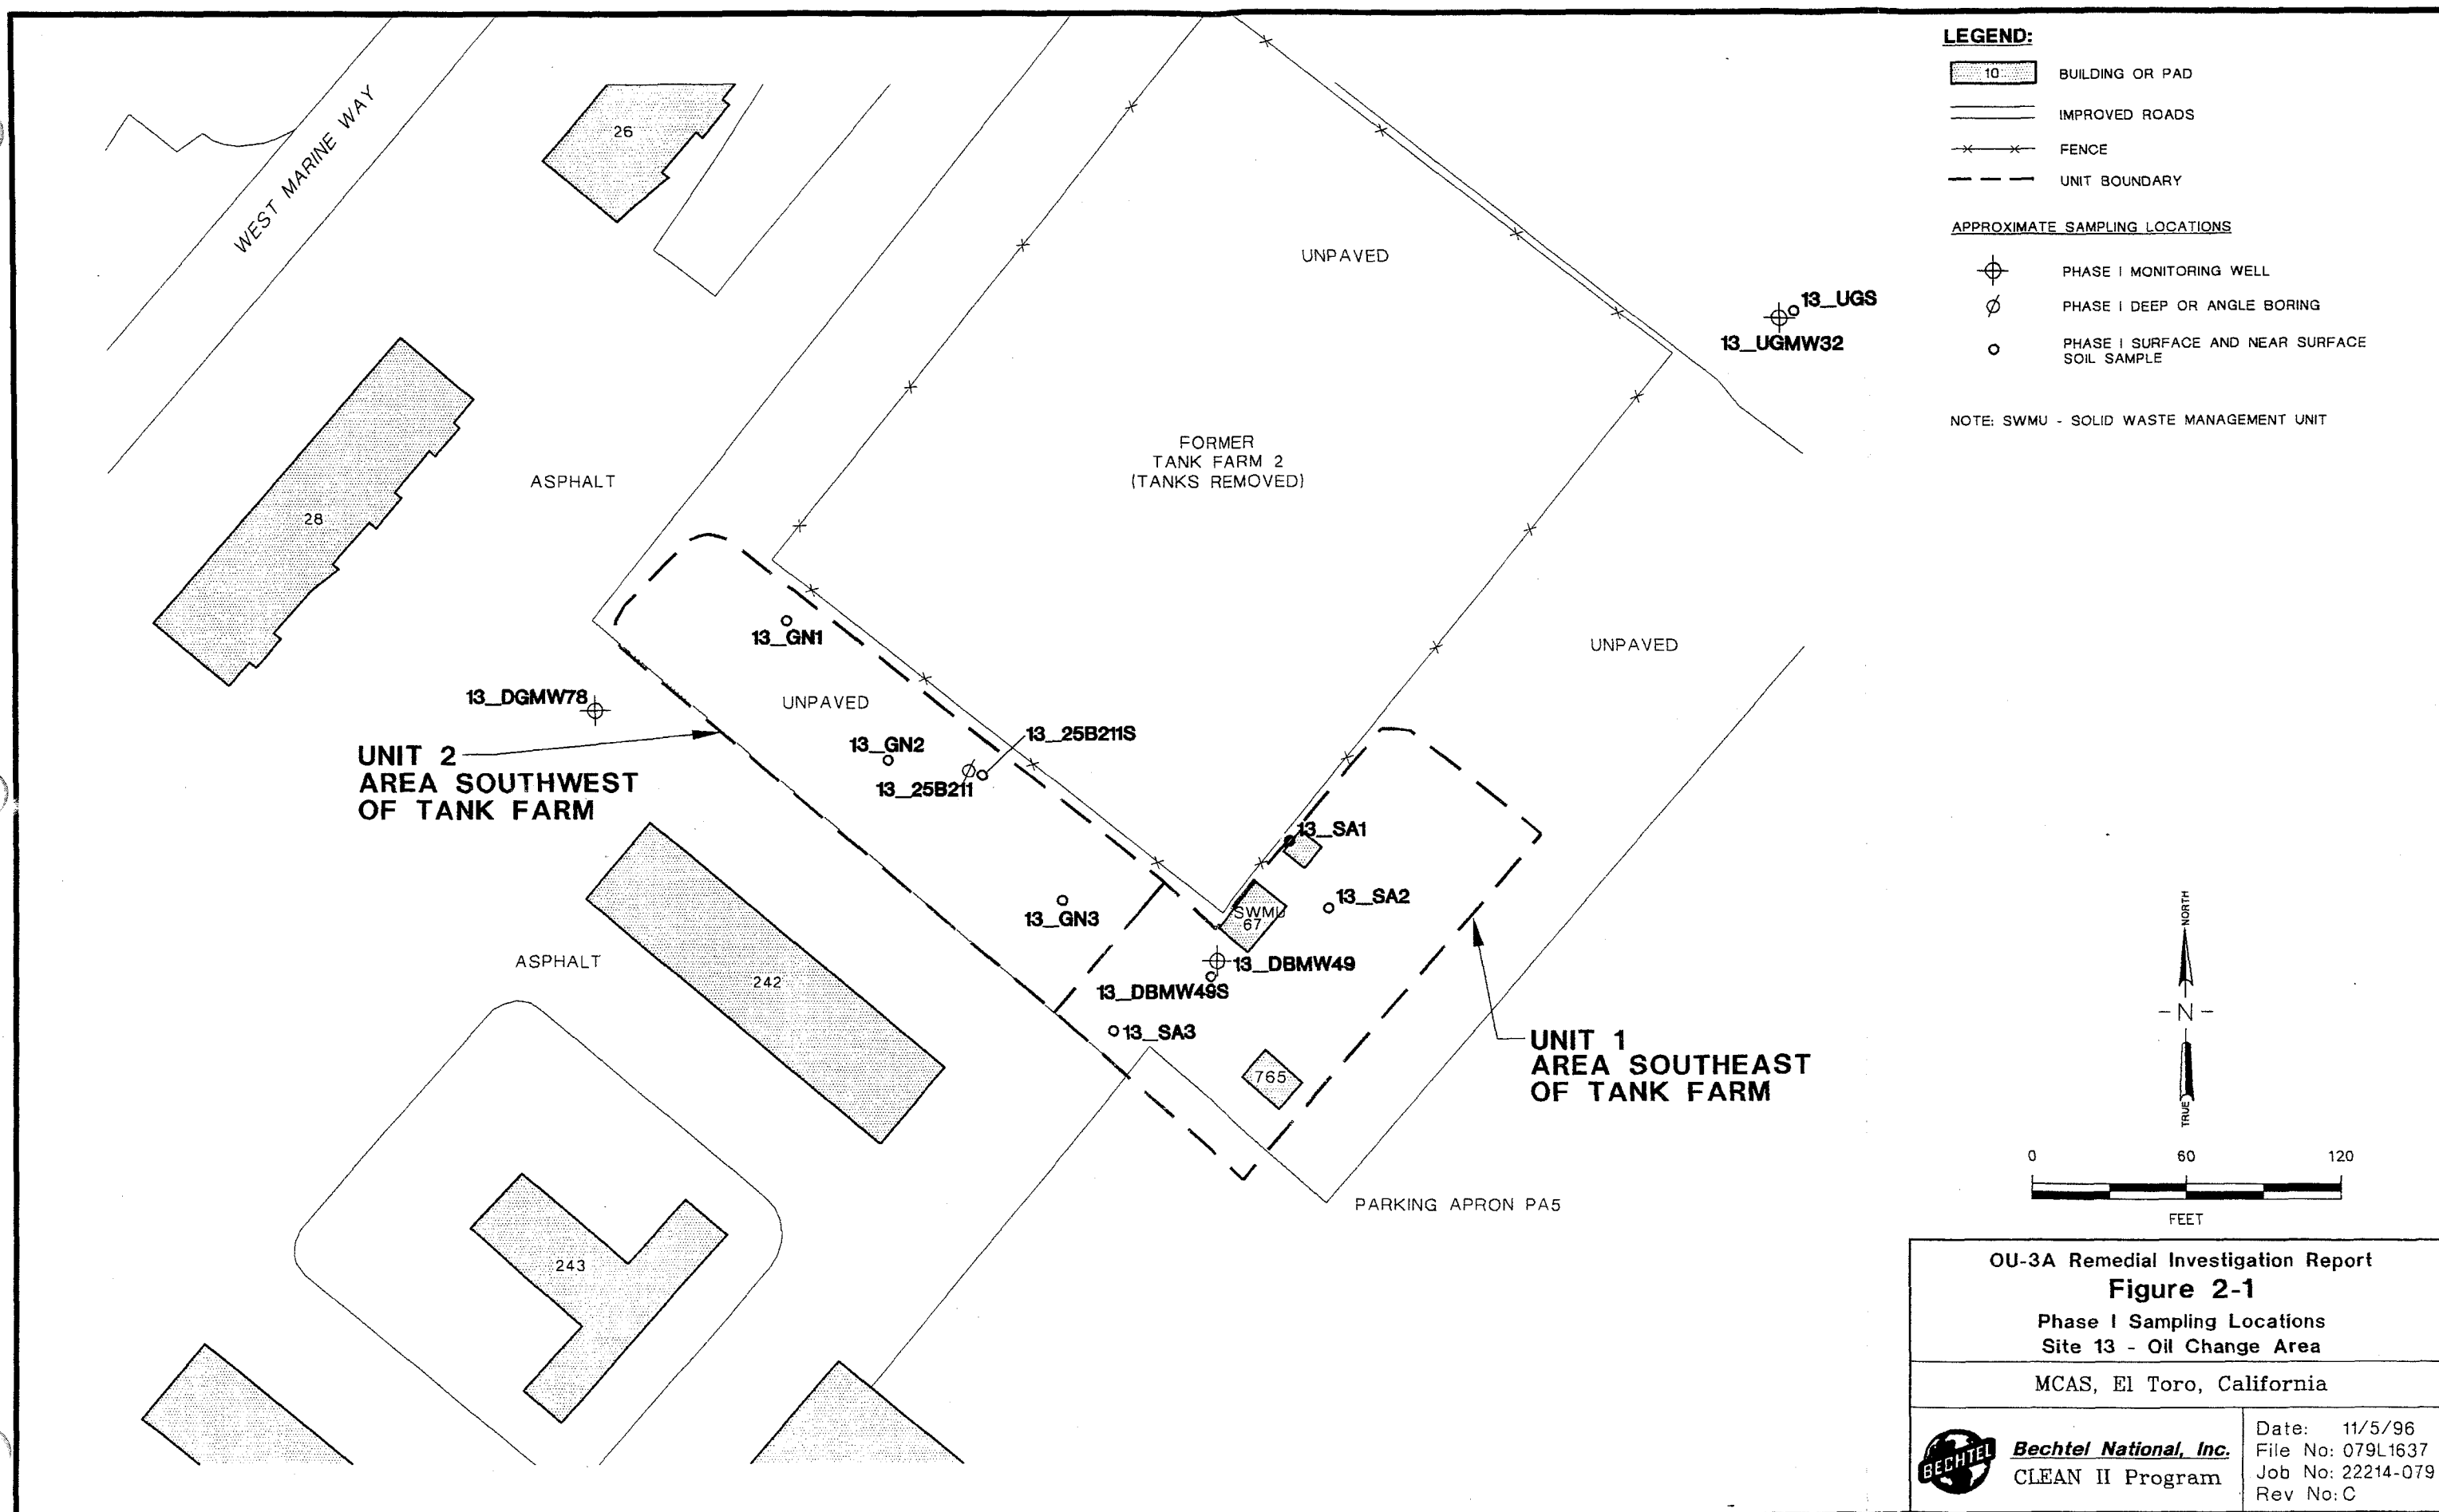 LEGEND:
10
BUILDING OR PAD
IMPROVED ROADS
FENCE
UNIT BOUNDARY
APPROXIMATE SAMPLING LOCATIONS
PHASE I MONITORING WELL
PHASE I DEEP OR ANGLE BORING
PHASE I SURFACE AND NEAR SURFACE
SOIL SAMPLE
NOTE: SWMU - SOLID WASTE MANAGEMENT UNIT
WEST MARINE WAY
26
UNPAVED
13_UGS
13_UGMW32
FORMER
TANK FARM 2
(TANKS REMOVED)
ASPHALT
28
13_GN1
UNPAVED
UNPAVED
13_DGMW78
13_GN2
13_25B211S
13_25B211
UNIT 2
AREA SOUTHWEST
OF TANK FARM
13_SA1
13_SA2
SWMU
67
13_GN3
13_DBMW49
13_DBMW49S
13_SA3
ASPHALT
242
765
UNIT 1
AREA SOUTHEAST
OF TANK FARM
PARKING APRON PA5
243
NORTH
-N-
TRUE
0 60 120
FEET
OU-3A Remedial Investigation Report
Figure 2-1
Phase I Sampling Locations
Site 13 - Oil Change Area
MCAS, El Toro, California
BECHTEL
Bechtel National, Inc.
CLEAN II Program
Date: 11/5/96
File No: 079L1637
Job No: 22214-079
Rev No: C